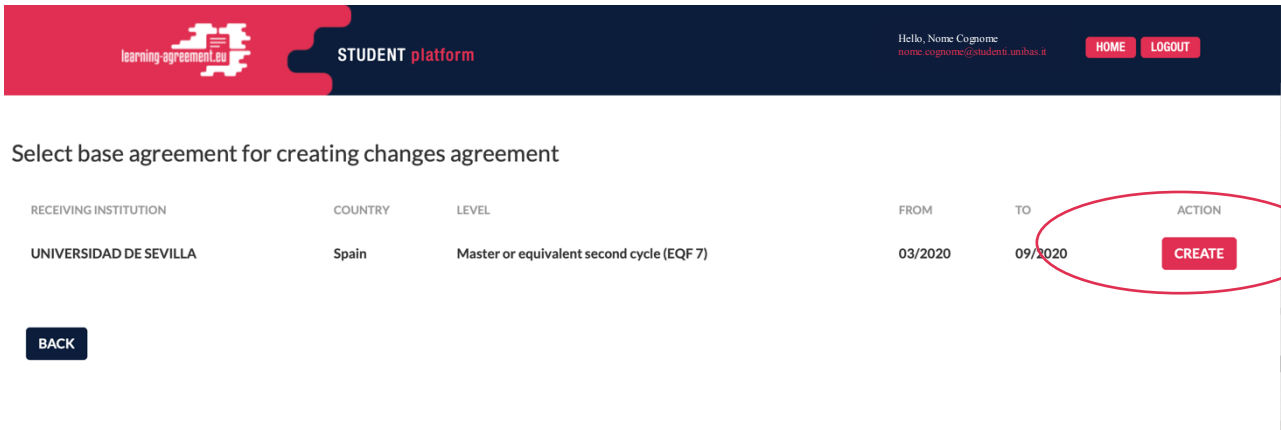 learning-agreement.eu
STUDENT platform
Hello, Nome Cognome
nome.cognome@studenti.unibas.it
HOME LOGOUT
Select base agreement for creating changes agreement
RECEIVING INSTITUTION COUNTRY LEVEL FROM TO ACTION
UNIVERSIDAD DE SEVILLA Spain Master or equivalent second cycle (EQF 7) 03/2020 09/2020 CREATE
BACK